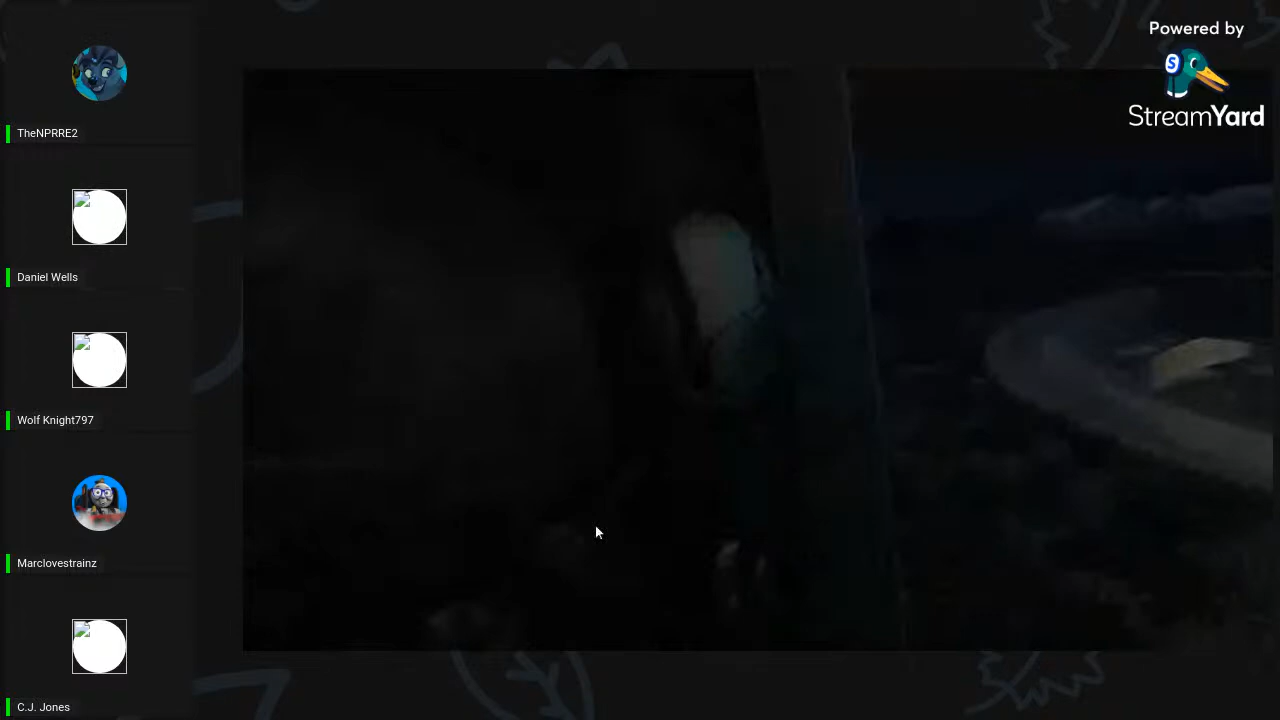 Powered by
StreamYard
TheNPRRE2
Daniel Wells
Wolf Knight797
Marclovestrainz
C.J. Jones